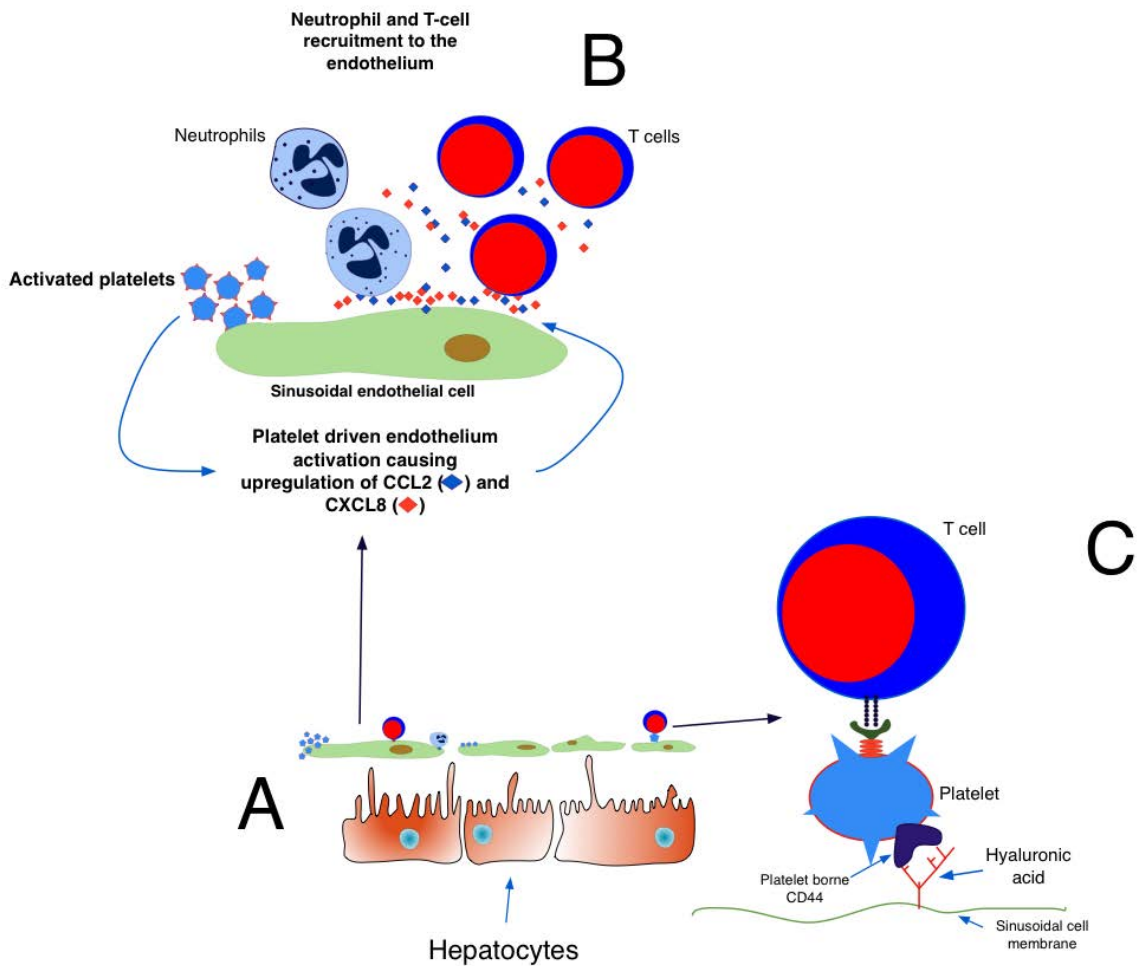 Neutrophil and T-cell
recruitment to the
endothelium
B
Neutrophils
T cells
Activated platelets
Sinusoidal endothelial cell
Platelet driven endothelium
activation causing
upregulation of CCL2 ( ) and
CXCL8 ( )
T cell
C
A
Platelet
Hyaluronic
acid
Platelet borne
CD44
Sinusoidal cell
membrane
Hepatocytes